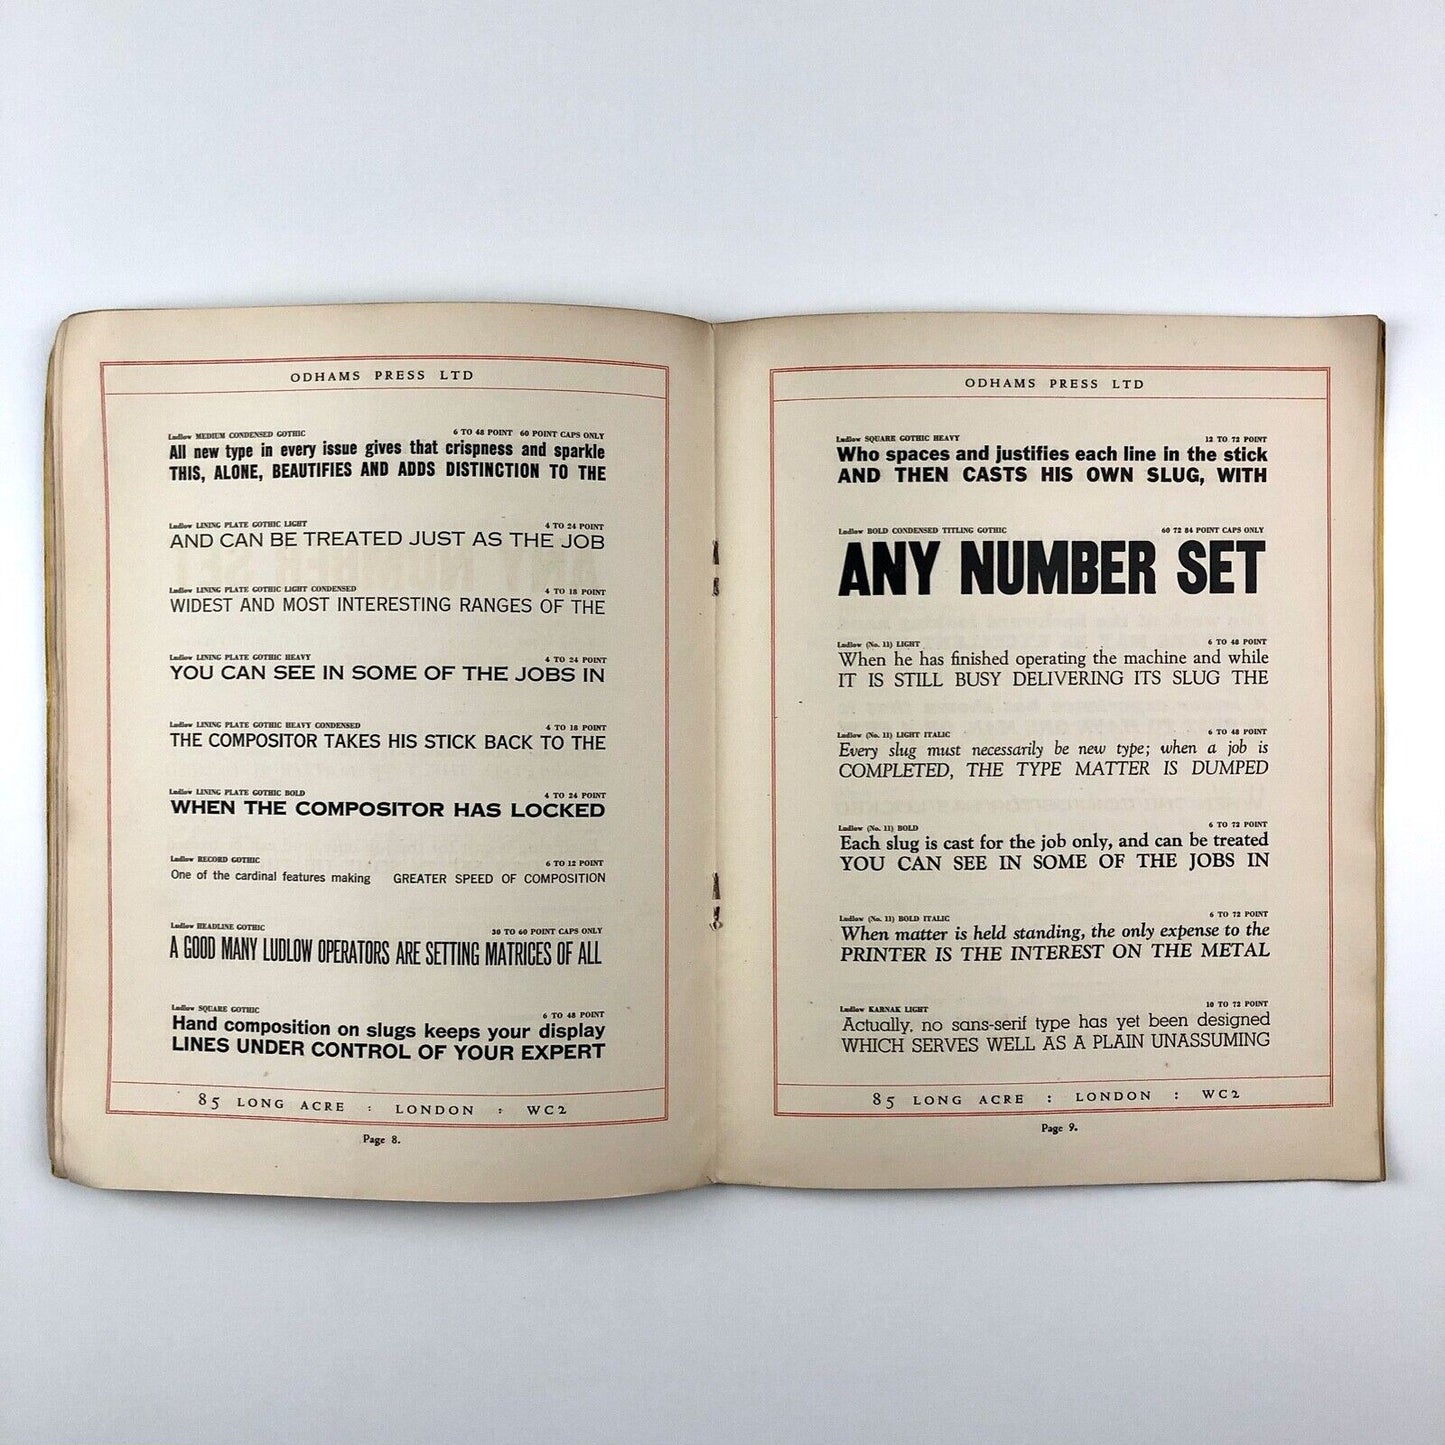 ODHAMS PRESS LTD
Ludlow MEDIUM CONDENSED GOTHIC 6 TO 48 POINT 60 POINT CAPS ONLY
All new type in every issue gives that crispness and sparkle
THIS, ALONE, BEAUTIFIES AND ADDS DISTINCTION TO THE
Ludlow LINING PLATE GOTHIC LIGHT 4 TO 24 POINT
AND CAN BE TREATED JUST AS THE JOB
Ludlow LINING PLATE GOTHIC LIGHT CONDENSED 4 TO 18 POINT
WIDEST AND MOST INTERESTING RANGES OF THE
Ludlow LINING PLATE GOTHIC HEAVY 4 TO 24 POINT
YOU CAN SEE IN SOME OF THE JOBS IN
Ludlow LINING PLATE GOTHIC HEAVY CONDENSED 4 TO 18 POINT
THE COMPOSITOR TAKES HIS STICK BACK TO THE
Ludlow LINING PLATE GOTHIC BOLD 4 TO 24 POINT
WHEN THE COMPOSITOR HAS LOCKED
Ludlow RECORD GOTHIC 6 TO 12 POINT
One of the cardinal features making GREATER SPEED OF COMPOSITION
Ludlow HEADLINE GOTHIC 30 TO 60 POINT CAPS ONLY
A GOOD MANY LUDLOW OPERATORS ARE SETTING MATRICES OF ALL
Ludlow SQUARE GOTHIC 6 TO 48 POINT
Hand composition on slugs keeps your display
LINES UNDER CONTROL OF YOUR EXPERT
85 LONG ACRE : LONDON : WC2
Page 8.
ODHAMS PRESS LTD
Ludlow SQUARE GOTHIC HEAVY 12 TO 72 POINT
Who spaces and justifies each line in the stick
AND THEN CASTS HIS OWN SLUG, WITH
Ludlow BOLD CONDENSED TITLING GOTHIC 60 72 84 POINT CAPS ONLY
ANY NUMBER SET
Ludlow (No. 11) LIGHT 6 TO 48 POINT
When he has finished operating the machine and while
IT IS STILL BUSY DELIVERING ITS SLUG THE
Ludlow (No. 11) LIGHT ITALIC 6 TO 48 POINT
Every slug must necessarily be new type; when a job is
COMPLETED, THE TYPE MATTER IS DUMPED
Ludlow (No. 11) BOLD 6 TO 72 POINT
Each slug is cast for the job only, and can be treated
YOU CAN SEE IN SOME OF THE JOBS IN
Ludlow (No. 11) BOLD ITALIC 6 TO 72 POINT
When matter is held standing, the only expense to the
PRINTER IS THE INTEREST ON THE METAL
Ludlow KARNAK LIGHT 10 TO 72 POINT
Actually, no sans-serif type has yet been designed
WHICH SERVES WELL AS A PLAIN UNASSUMING
85 LONG ACRE : LONDON : WC2
Page 9.